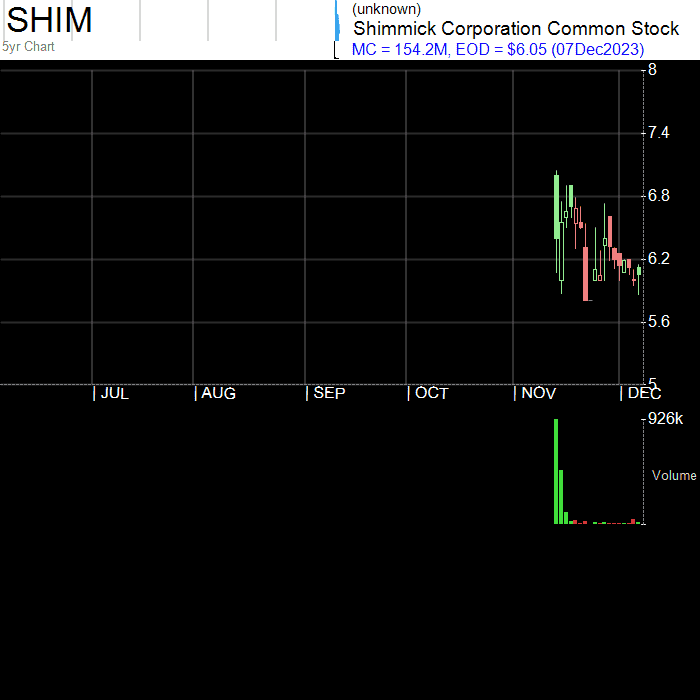 SHIM
5yr Chart
(unknown)
Shimmick Corporation Common Stock
MC = 154.2M, EOD = $6.05 (07Dec2023)
8
7.4
6.8
6.2
5.6
5
| JUL | AUG | SEP | OCT | NOV | DEC
926k
Volume